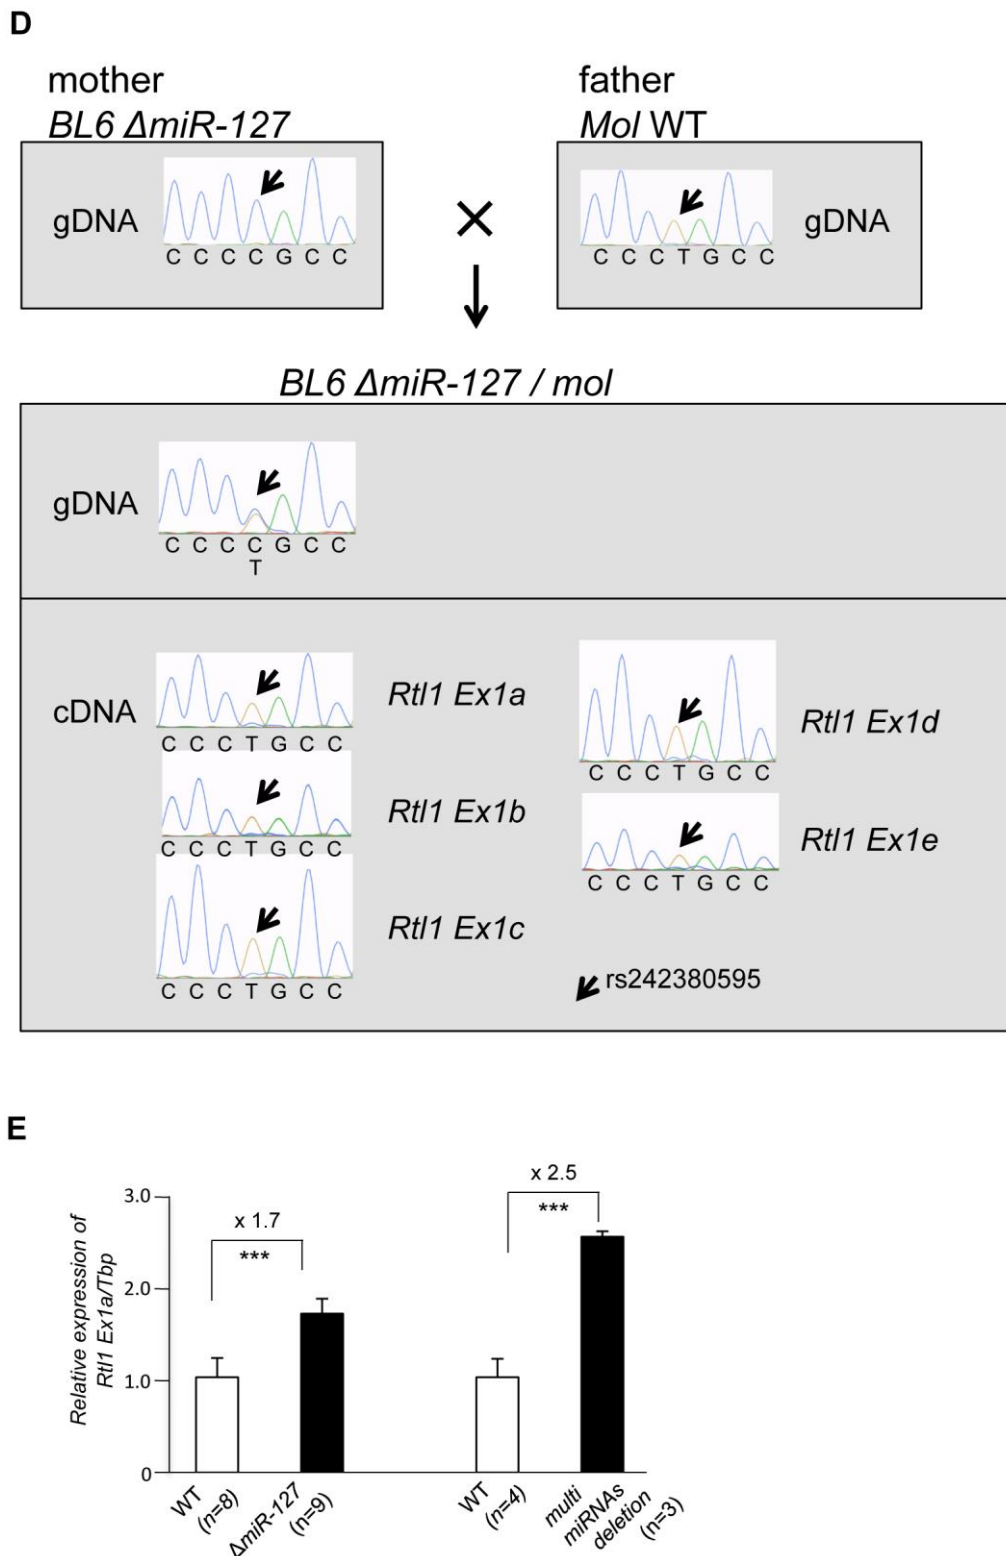 D
mother
BL6 ΔmiR-127
gDNA
C C C C G C C
×
father
Mol WT
C C C T G C C
gDNA
BL6 ΔmiR-127 / mol
gDNA
C C C C G C C
T
cDNA
C C C T G C C
Rtl1 Ex1a
C C C T G C C
Rtl1 Ex1b
C C C T G C C
Rtl1 Ex1c
C C C T G C C
Rtl1 Ex1d
C C C T G C C
Rtl1 Ex1e
rs242380595
E
Relative expression of
Rtl1 Ex1a/Tbp
3.0
2.0
1.0
0
x 1.7
***
x 2.5
***
WT
(n=8)
ΔmiR-127
(n=9)
WT
(n=4)
multi
miRNAs
deletion
(n=3)